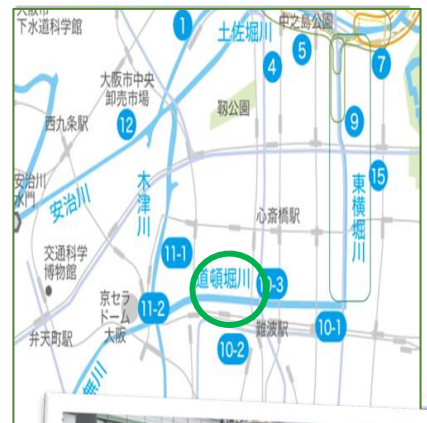 下水道科学館
1
土佐堀川
中之島公園
5
7
4
大阪市中央
卸売市場
靱公園
9
西九条駅
12
安治川
水門
安治川
木津川
15
東横堀川
心斎橋駅
交通科学
博物館
11-1
道頓堀川
京セラ
ドーム
大阪
11-2
難波駅
10-1
弁天町駅
10-2